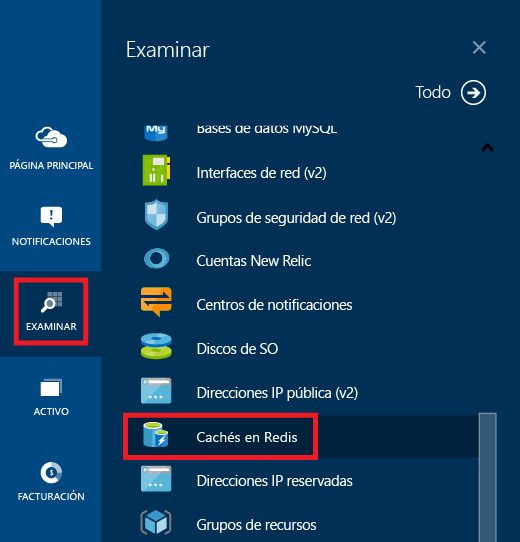 Examinar
Todo
PÁGINA PRINCIPAL
NOTIFICACIONES
EXAMINAR
ACTIVO
FACTURACIÓN
My
Bases de datos MySQL
Interfaces de red (v2)
Grupos de seguridad de red (v2)
Cuentas New Relic
Centros de notificaciones
Discos de SO
Direcciones IP pública (v2)
Cachés en Redis
Direcciones IP reservadas
Grupos de recursos